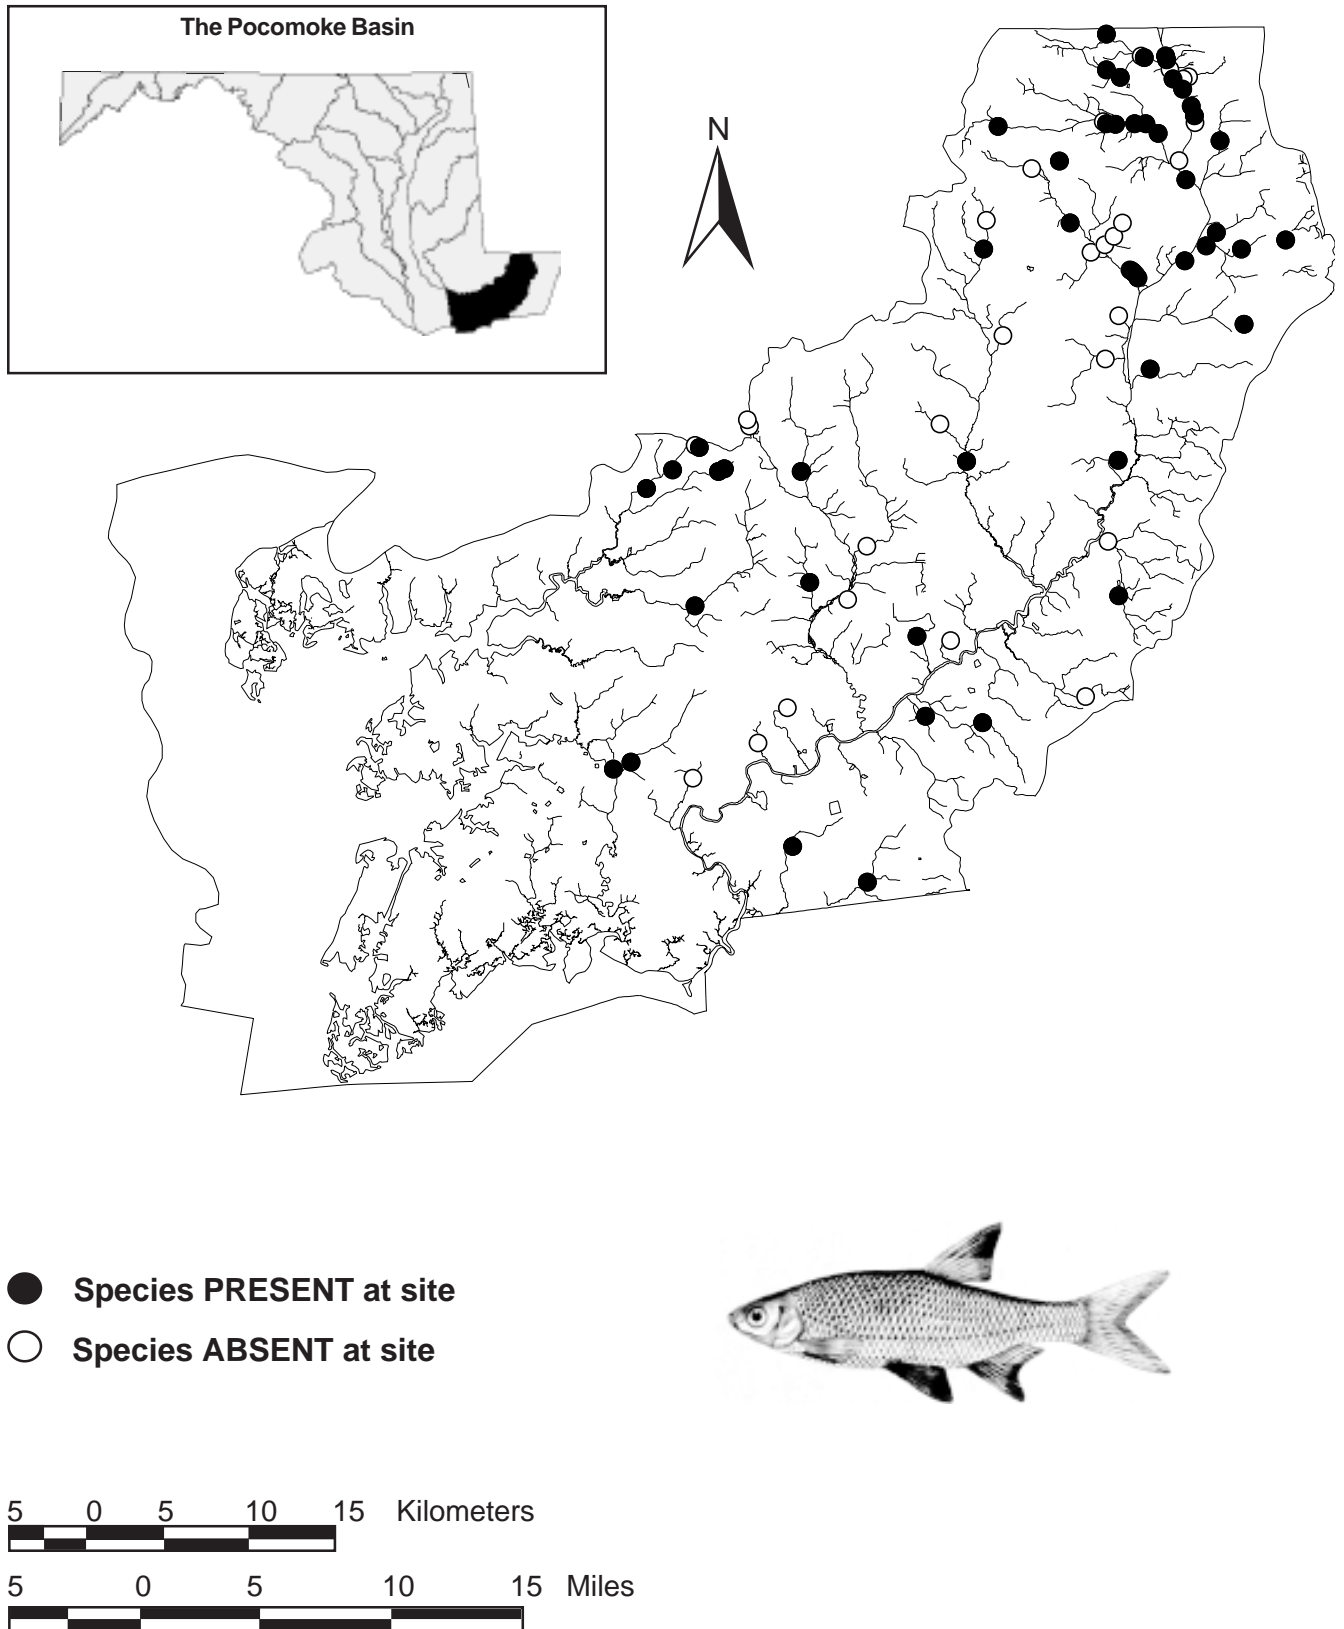 The Pocomoke Basin
N
Species PRESENT at site
Species ABSENT at site
5 0 5 10 15 Kilometers
5 0 5 10 15 Miles